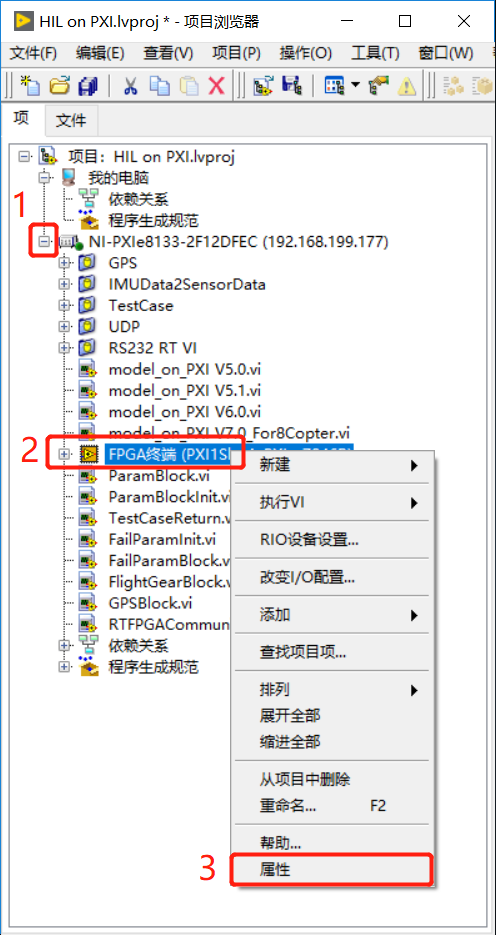 HIL on PXI.lvproj * - 项目浏览器
文件(F) 编辑(E) 查看(V) 项目(P) 操作(O) 工具(T) 窗口(W)
项 文件
项目：HIL on PXI.lvproj
我的电脑
依赖关系
程序生成规范
1
NI-PXIe8133-2F12DFEC (192.168.199.177)
GPS
IMUData2SensorData
TestCase
UDP
RS232 RT VI
model_on_PXI V5.0.vi
model_on_PXI V5.1.vi
model_on_PXI V6.0.vi
model_on_PXI V7.0_For8Copter.vi
2
FPGA终端 (PXI1Sl
ParamBlock.vi
ParamBlockInit.vi
TestCaseReturn.v
FailParamInit.vi
FailParamBlock.v
FlightGearBlock.v
GPSBlock.vi
RTFPGACommun
依赖关系
程序生成规范
新建
执行VI
RIO设备设置...
改变I/O配置...
添加
查找项目项...
排列
展开全部
缩进全部
从项目中删除
重命名... F2
帮助...
3
属性